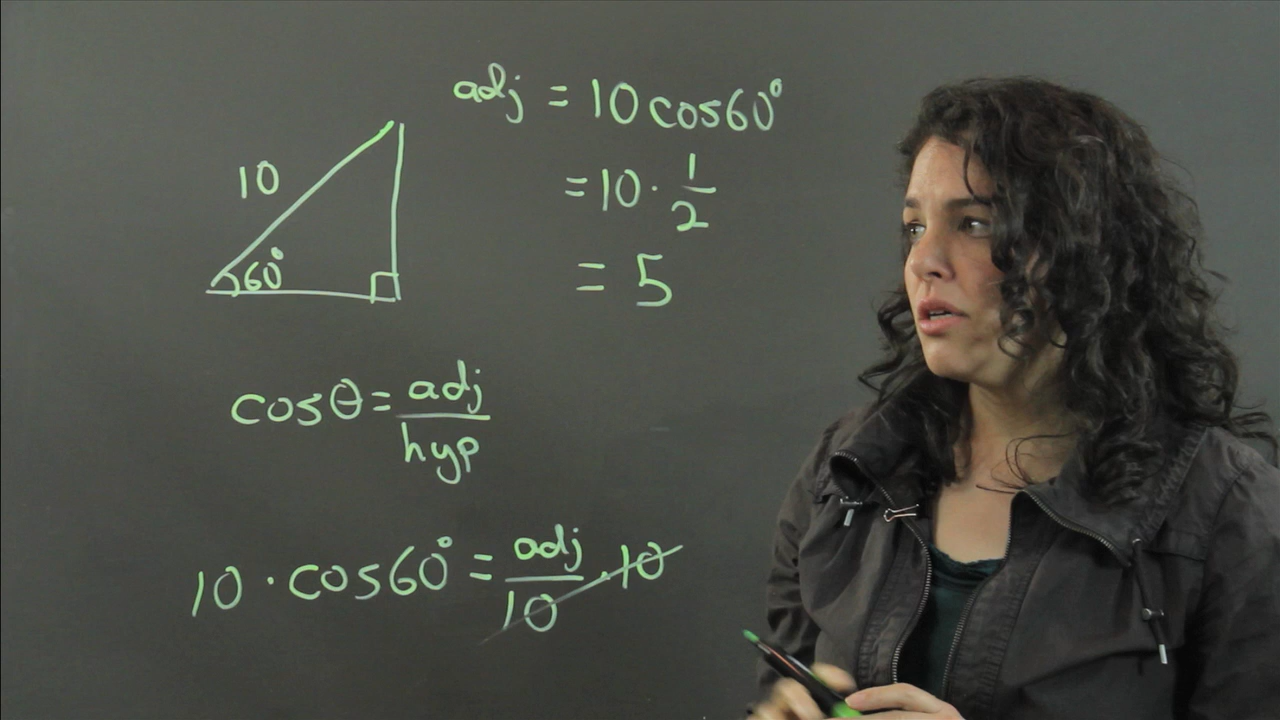 adj = 10 cos60°
= 10 · 1/2
= 5
10
60°
cosθ = adj/hyp
10 · cos60° = adj/10 · 10